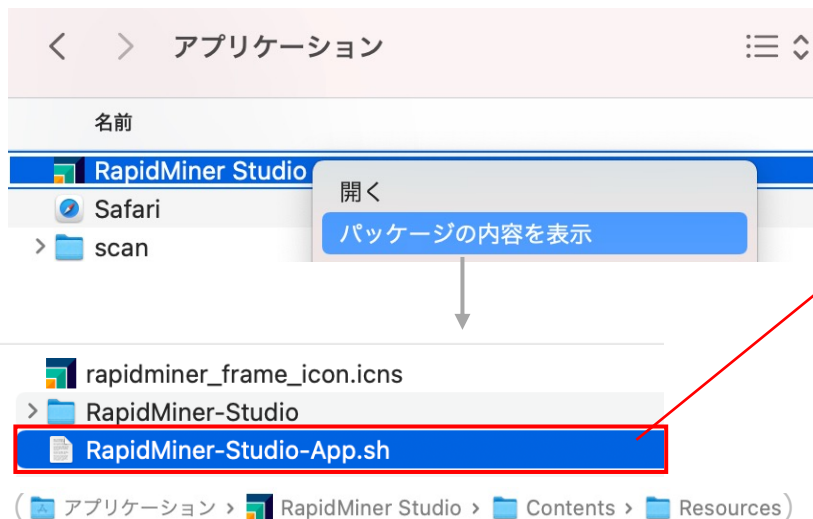 アプリケーション
名前
RapidMiner Studio
開く
Safari
パッケージの内容を表示
scan
rapidminer_frame_icon.icns
RapidMiner-Studio
RapidMiner-Studio-App.sh
( アプリケーション › RapidMiner Studio › Contents › Resources)